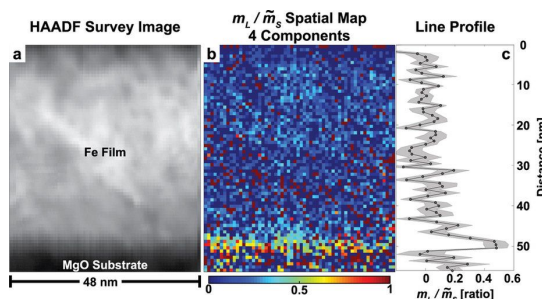 HAADF Survey Image
m_L / m̃_S Spatial Map
4 Components
Line Profile
a
b
c
Fe Film
MgO Substrate
48 nm
0
0.5
1
0
10
20
30
40
50
Distance [nm]
-0.2
0
0.2
0.4
0.6
m_L / m̃_S [ratio]